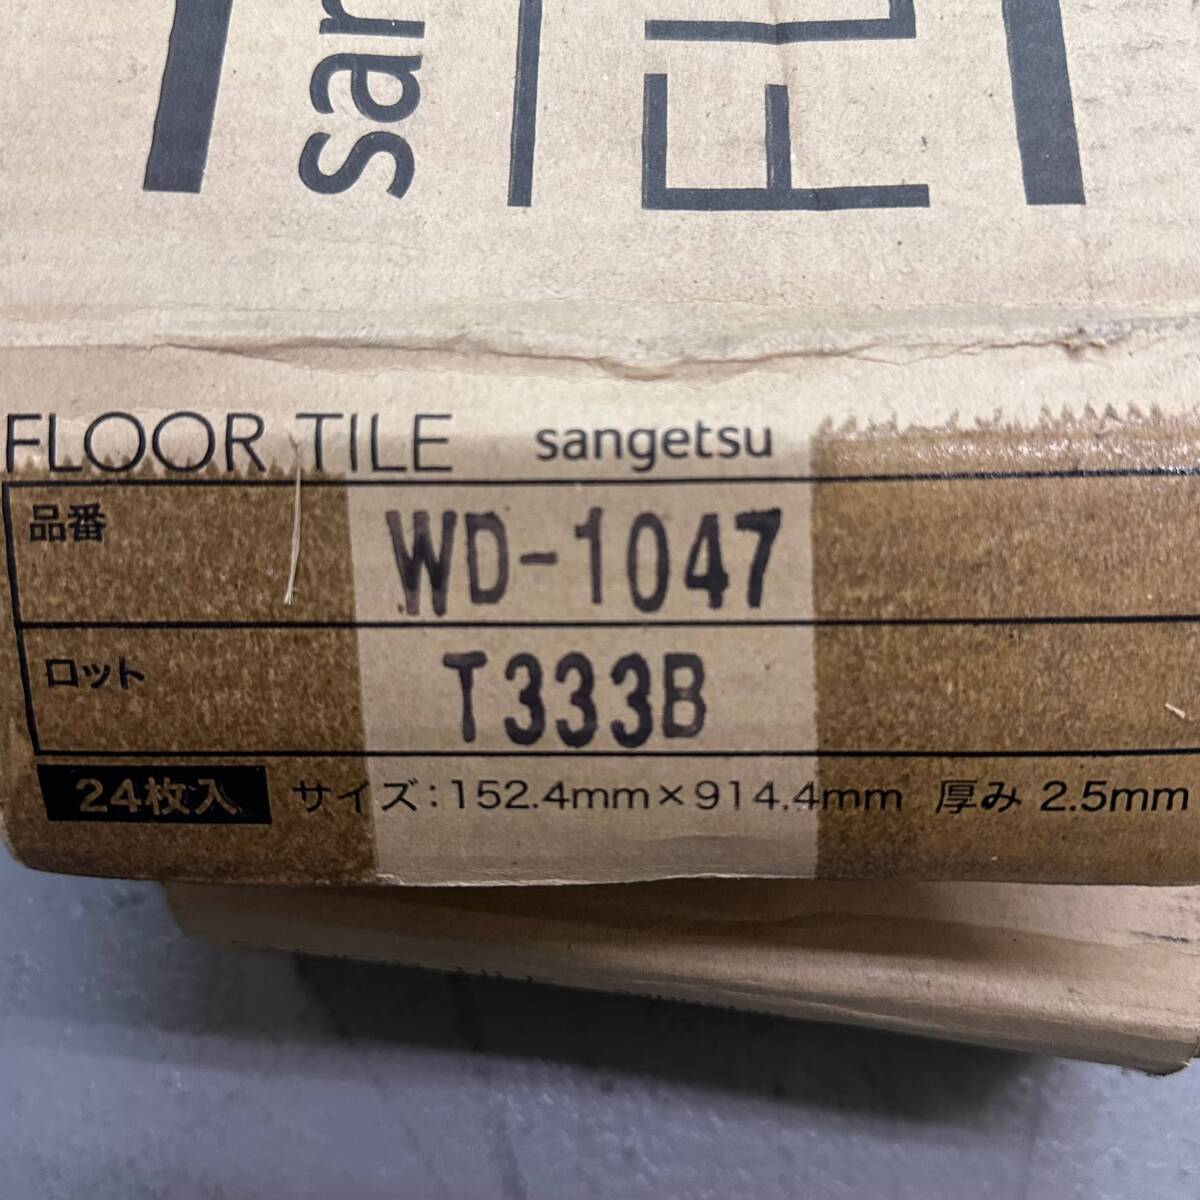 FLOOR TILE sangetsu
品番 WD-1047
ロット T333B
24枚入 サイズ:152.4mm×914.4mm 厚み 2.5mm